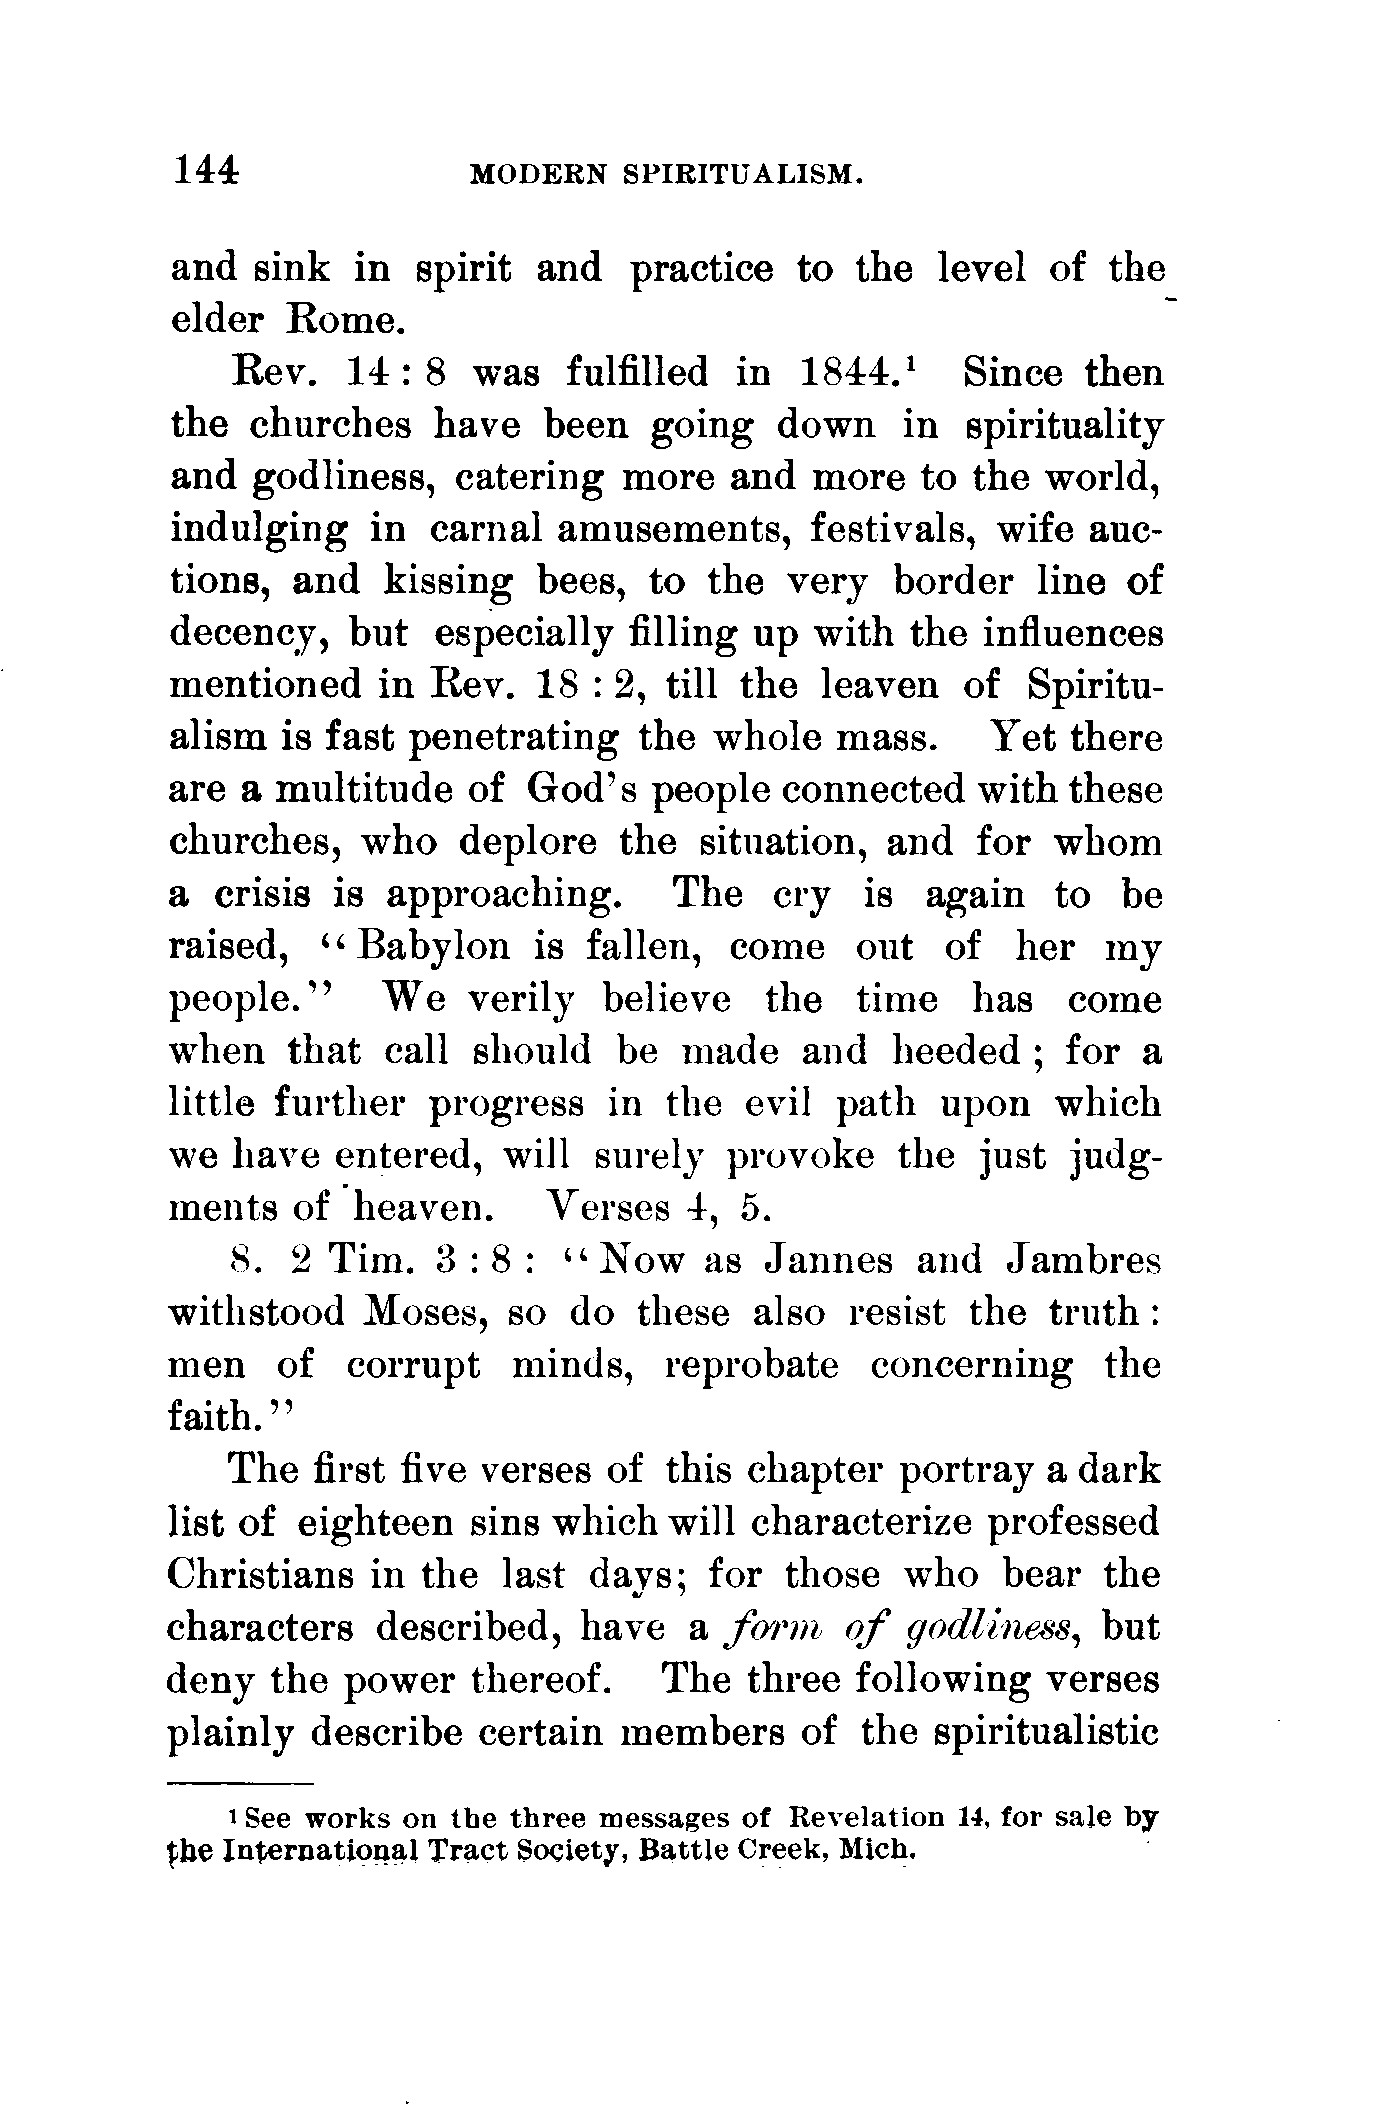 144 MODERN SPIRITUALISM.
and sink in spirit and practice to the level of the
elder Rome.
Rev. 14 : 8 was fulfilled in 1844.¹ Since then
the churches have been going down in spirituality
and godliness, catering more and more to the world,
indulging in carnal amusements, festivals, wife auc-
tions, and kissing bees, to the very border line of
decency, but especially filling up with the influences
mentioned in Rev. 18 : 2, till the leaven of Spiritu-
alism is fast penetrating the whole mass. Yet there
are a multitude of God's people connected with these
churches, who deplore the situation, and for whom
a crisis is approaching. The cry is again to be
raised, "Babylon is fallen, come out of her my
people." We verily believe the time has come
when that call should be made and heeded ; for a
little further progress in the evil path upon which
we have entered, will surely provoke the just judg-
ments of heaven. Verses 4, 5.
8. 2 Tim. 3 : 8 : "Now as Jannes and Jambres
withstood Moses, so do these also resist the truth :
men of corrupt minds, reprobate concerning the
faith."
The first five verses of this chapter portray a dark
list of eighteen sins which will characterize professed
Christians in the last days; for those who bear the
characters described, have a form of godliness, but
deny the power thereof. The three following verses
plainly describe certain members of the spiritualistic
¹ See works on the three messages of Revelation 14, for sale by
the International Tract Society, Battle Creek, Mich.